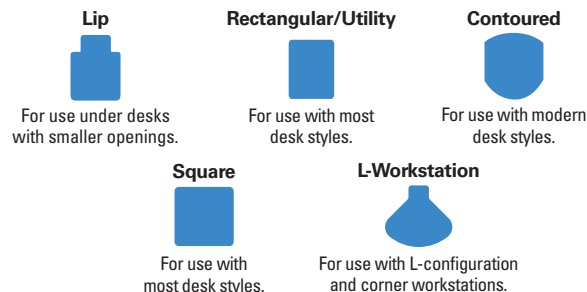 Lip
For use under desks
with smaller openings.
Rectangular/Utility
For use with most
desk styles.
Contoured
For use with modern
desk styles.
Square
For use with
most desk styles.
L-Workstation
For use with L-configuration
and corner workstations.